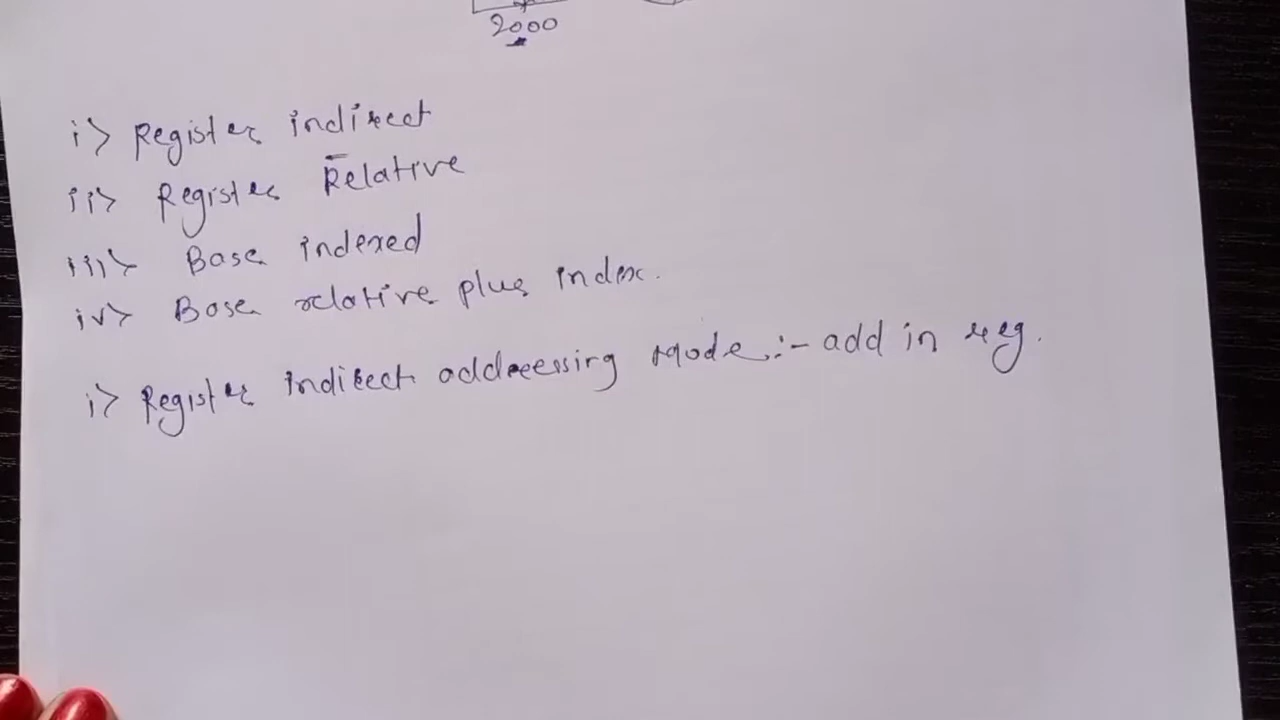 2000
i> Register indirect
ii> Register Relative
iii> Base indexed
iv> Base relative plus index.
i> Register indirect addressing Mode :- add in reg.